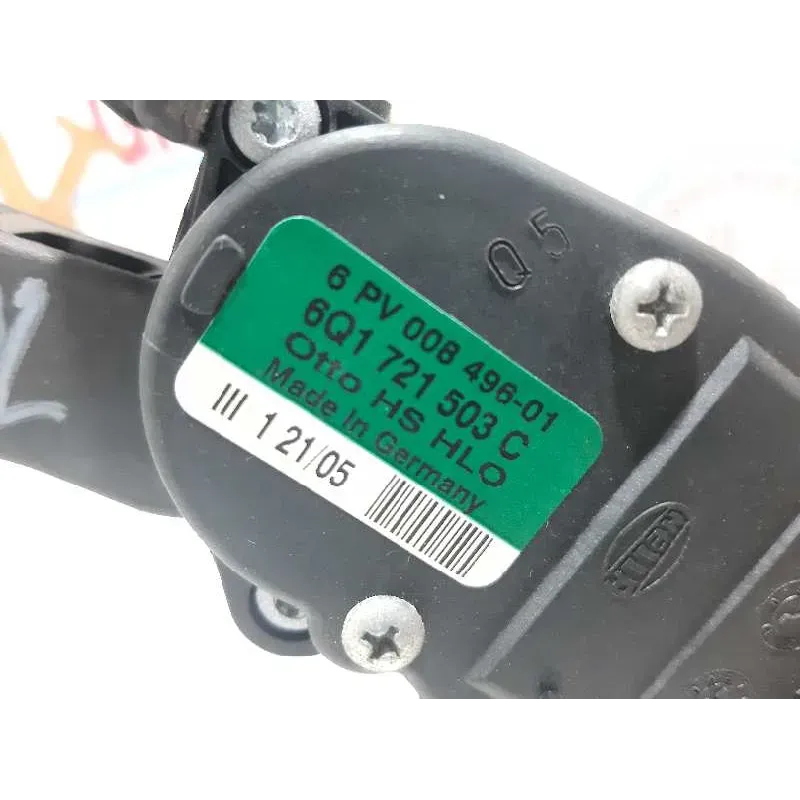 Q5
6 PV 008 496-01
6Q1 721 503 C
Otto HS HLO
Made In Germany
III 1 21/05
HELLA